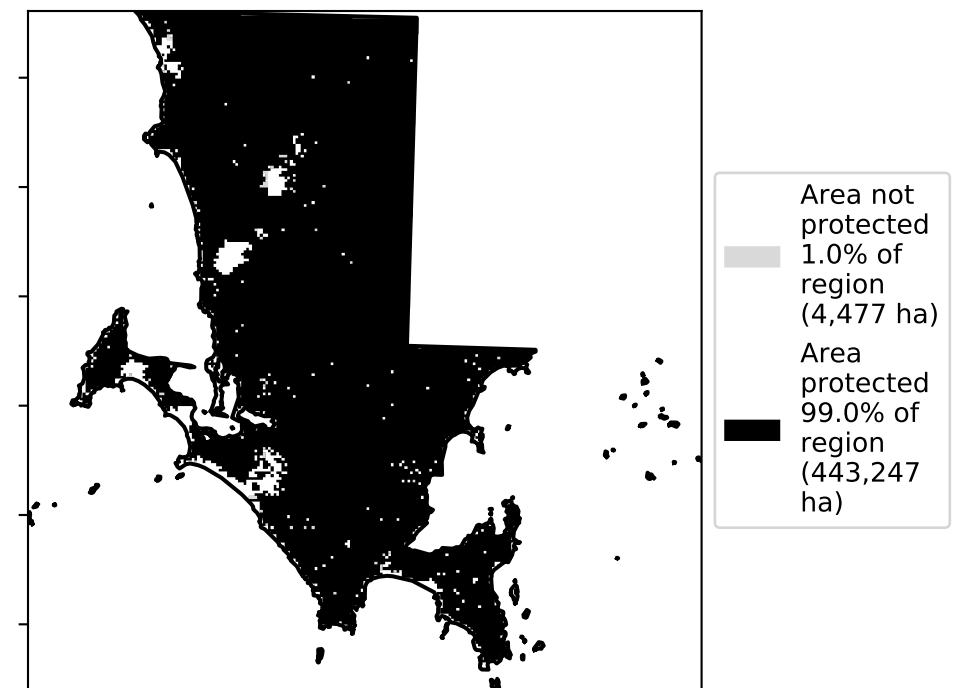 Area not
protected
1.0% of
region
(4,477 ha)
Area
protected
99.0% of
region
(443,247
ha)